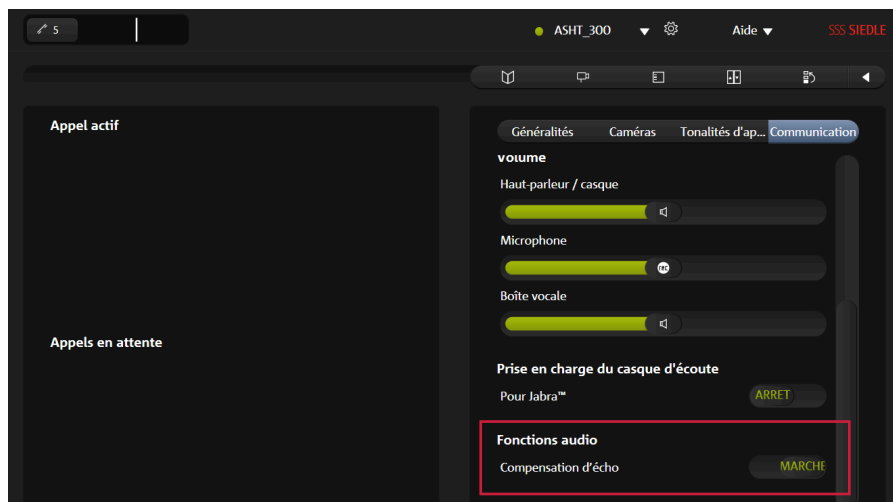 5
ASHT_300
Aide
SSS SIEDLE
Appel actif
Appels en attente
Généralités Caméras Tonalités d'ap... Communication
Volume
Haut-parleur / casque
Microphone
rec
Boîte vocale
Prise en charge du casque d'écoute
Pour Jabra™ ARRET
Fonctions audio
Compensation d'écho MARCHE